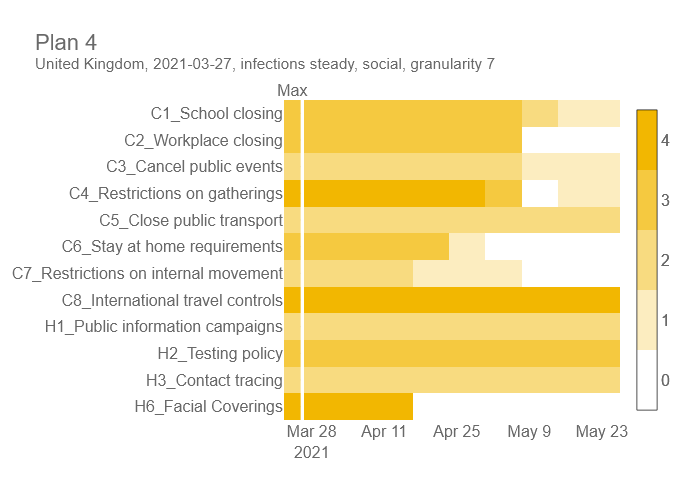 Plan 4
United Kingdom, 2021-03-27, infections steady, social, granularity 7
Max
C1_School closing
C2_Workplace closing
C3_Cancel public events
C4_Restrictions on gatherings
C5_Close public transport
C6_Stay at home requirements
C7_Restrictions on internal movement
C8_International travel controls
H1_Public information campaigns
H2_Testing policy
H3_Contact tracing
H6_Facial Coverings
Mar 28 Apr 11 Apr 25 May 9 May 23
2021
4
3
2
1
0